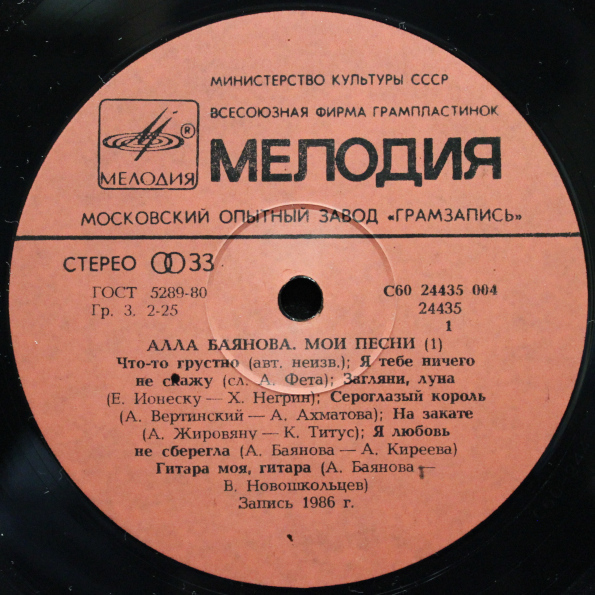 МИНИСТЕРСТВО КУЛЬТУРЫ СССР
ВСЕСОЮЗНАЯ ФИРМА ГРАМПЛАСТИНОК
®
МЕЛОДИЯ
МЕЛОДИЯ
МОСКОВСКИЙ ОПЫТНЫЙ ЗАВОД «ГРАМЗАПИСЬ»
СТЕРЕО 33
ГОСТ 5289-80
Гр. 3. 2-25
С60 24435 004
24435
1
АЛЛА БАЯНОВА. МОИ ПЕСНИ (1)
Что-то грустно (авт. неизв.); Я тебе ничего
не скажу (сл. А. Фета); Загляни, луна
(Е. Ионеску — Х. Негрин); Сероглазый король
(А. Вертинский — А. Ахматова); На закате
(А. Жировяну — К. Титус); Я любовь
не сберегла (А. Баянова — А. Киреева)
Гитара моя, гитара (А. Баянова —
В. Новошкольцев)
Запись 1986 г.